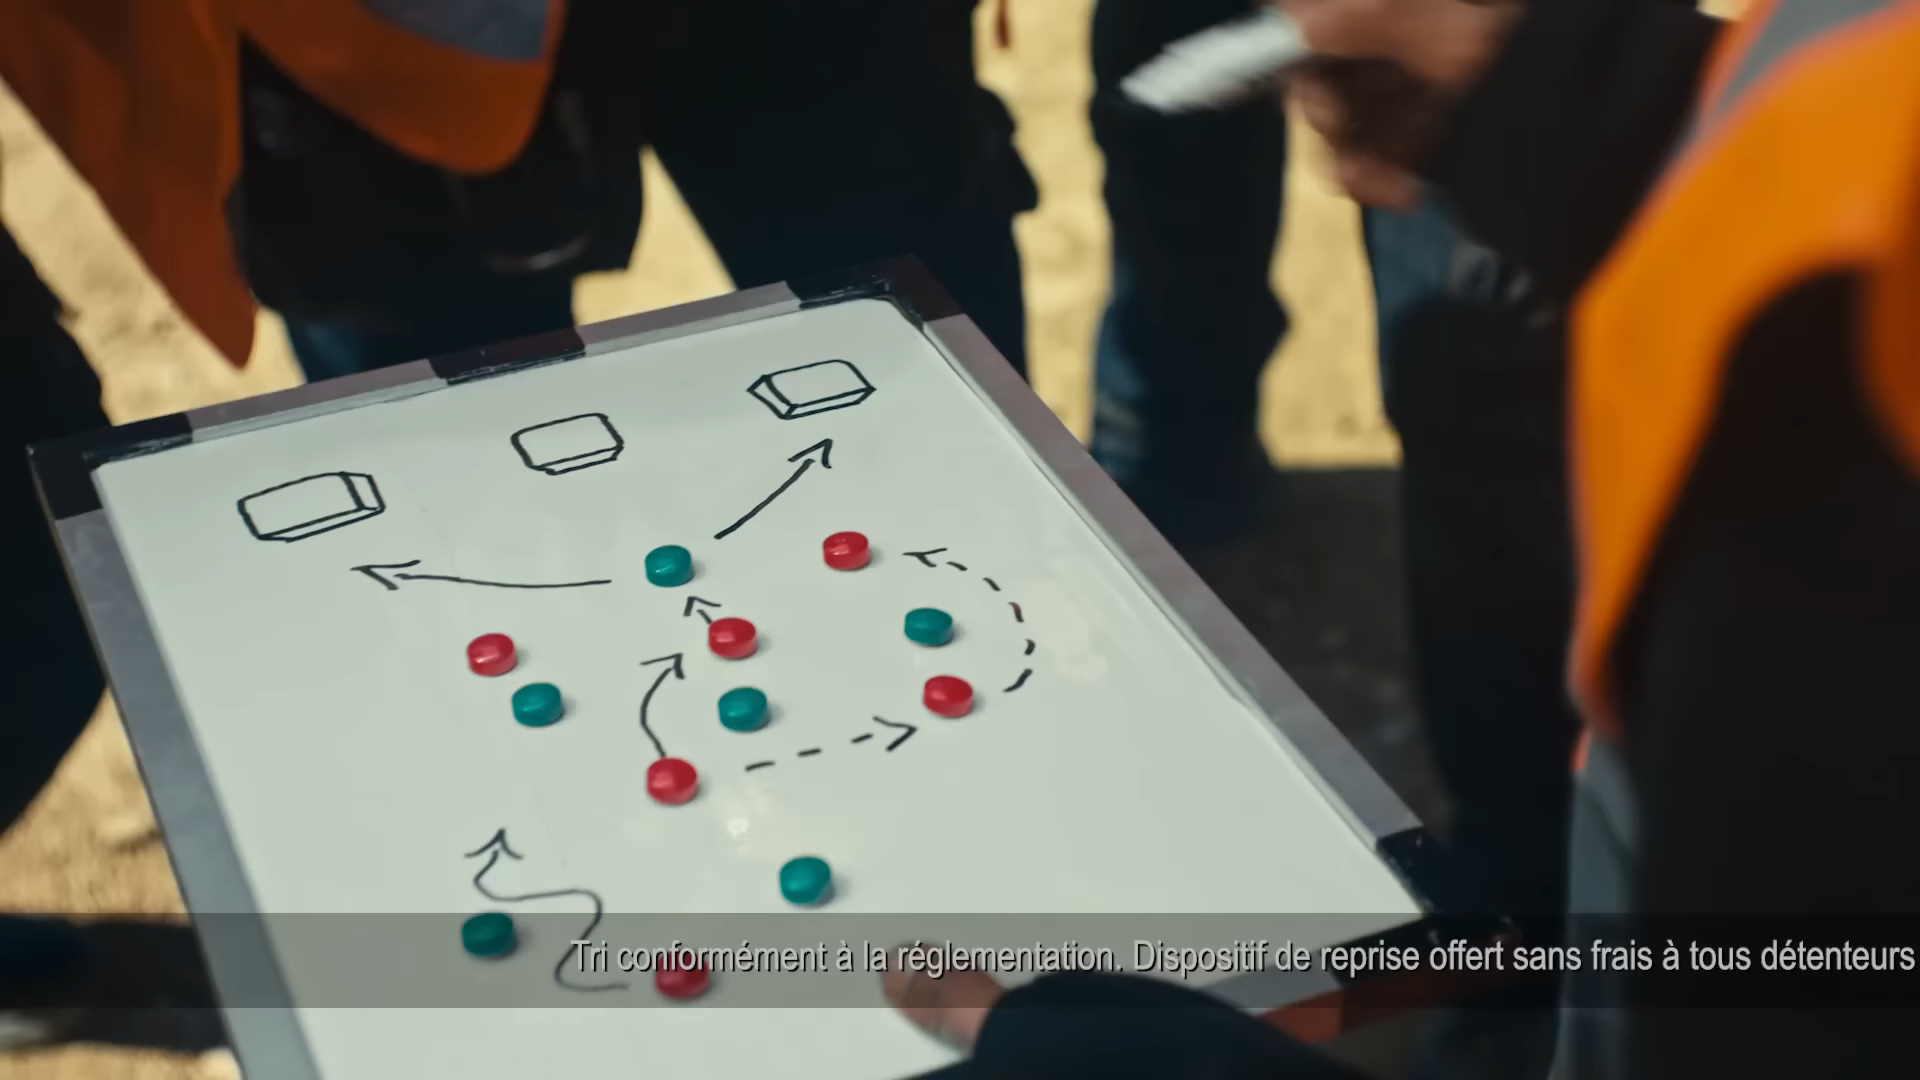 Tri conformément à la réglementation. Dispositif de reprise offert sans frais à tous détenteurs